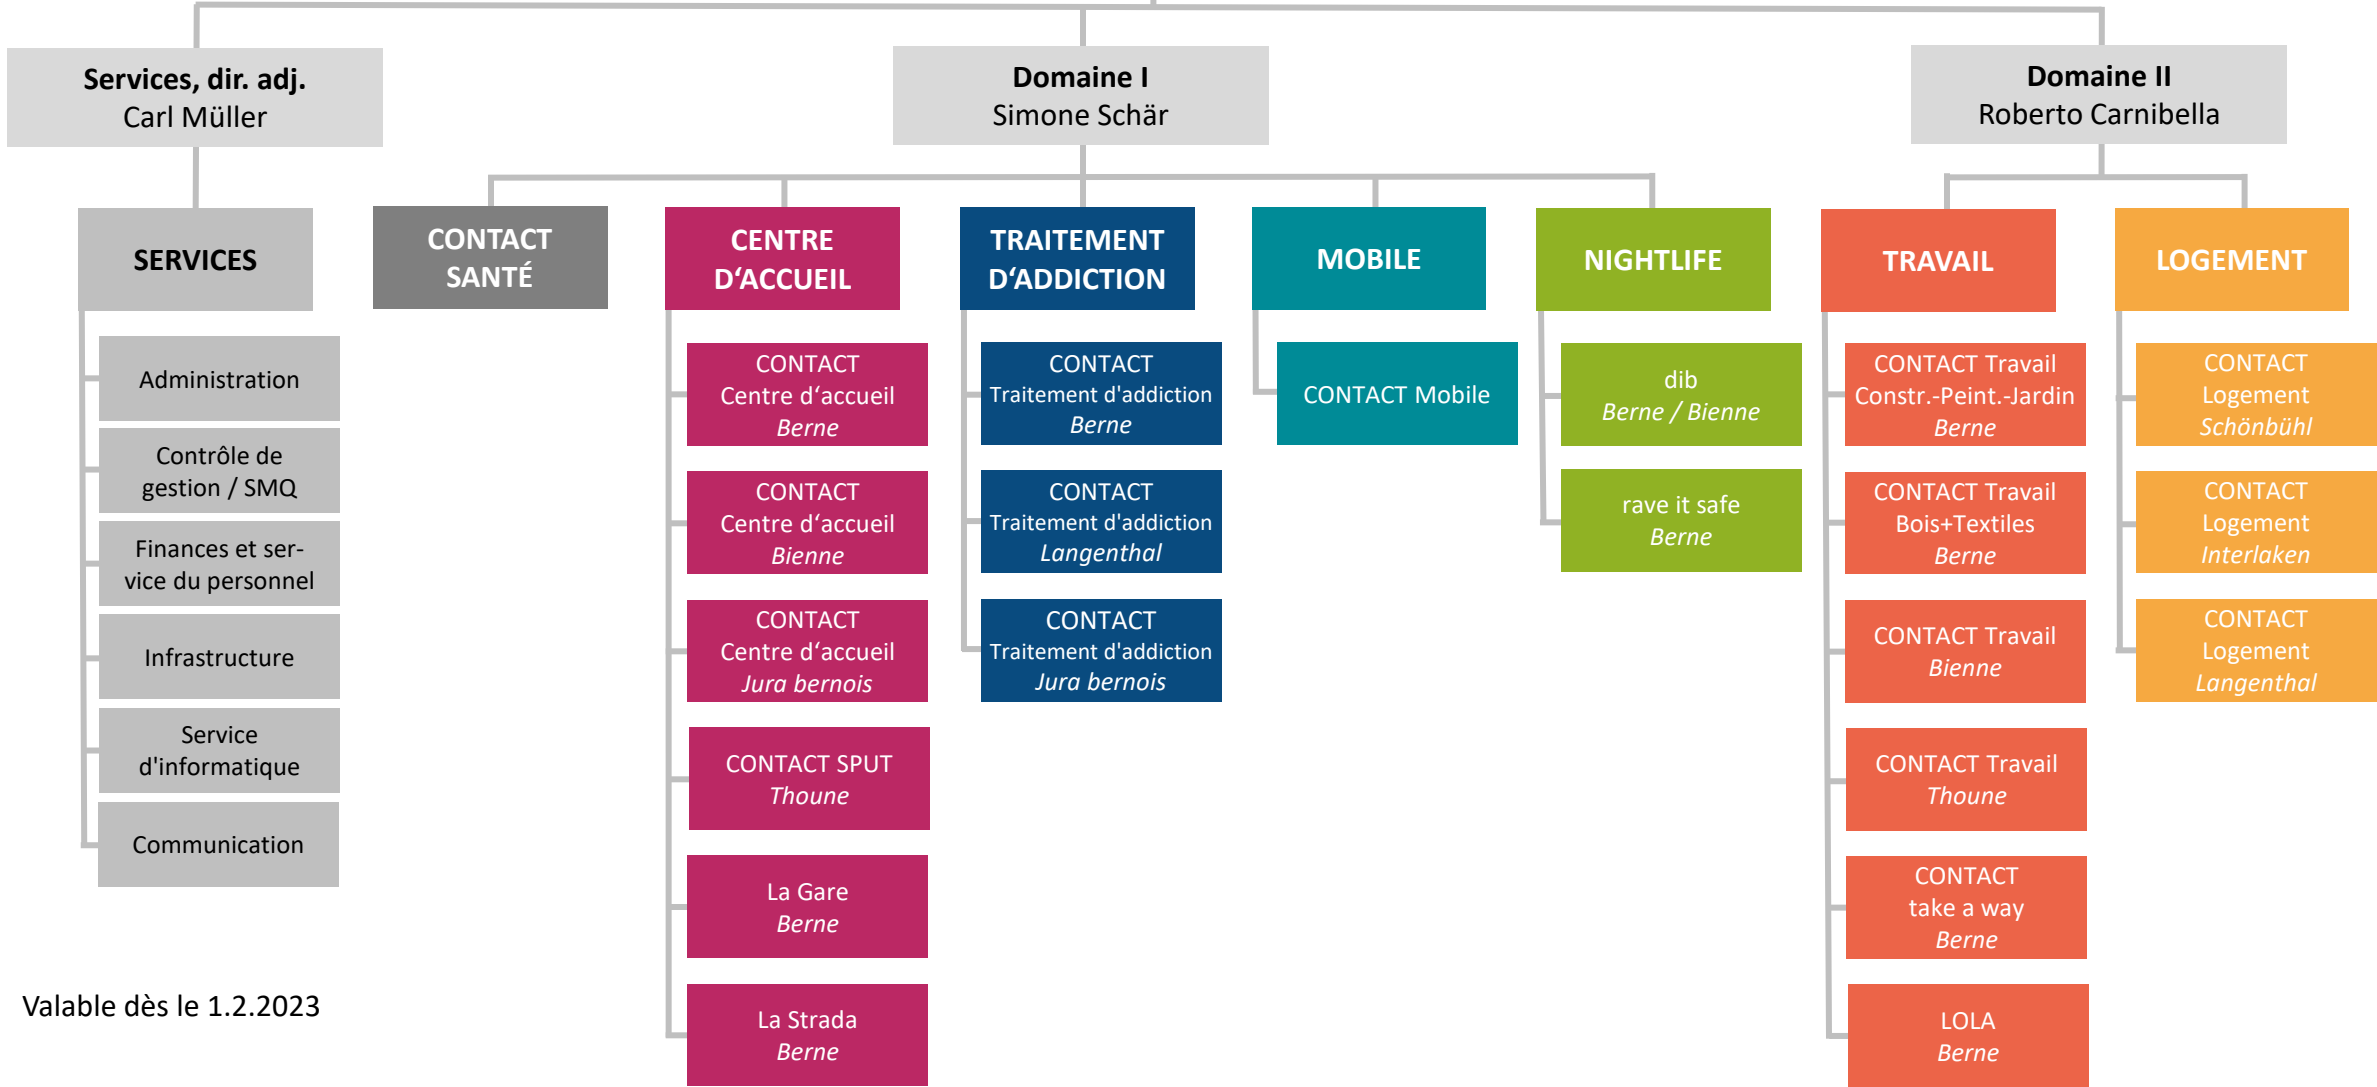 Services, dir. adj.
Carl Müller
Domaine I
Simone Schär
Domaine II
Roberto Carnibella
SERVICES
Administration
Contrôle de
gestion / SMQ
Finances et ser-
vice du personnel
Infrastructure
Service
d'informatique
Communication
CONTACT
SANTÉ
CENTRE
D‘ACCUEIL
CONTACT
Centre d‘accueil
Berne
CONTACT
Centre d‘accueil
Bienne
CONTACT
Centre d‘accueil
Jura bernois
CONTACT SPUT
Thoune
La Gare
Berne
La Strada
Berne
TRAITEMENT
D‘ADDICTION
CONTACT
Traitement d'addiction
Berne
CONTACT
Traitement d'addiction
Langenthal
CONTACT
Traitement d'addiction
Jura bernois
MOBILE
CONTACT Mobile
NIGHTLIFE
dib
Berne / Bienne
rave it safe
Berne
TRAVAIL
CONTACT Travail
Constr.-Peint.-Jardin
Berne
CONTACT Travail
Bois+Textiles
Berne
CONTACT Travail
Bienne
CONTACT Travail
Thoune
CONTACT
take a way
Berne
LOLA
Berne
LOGEMENT
CONTACT
Logement
Schönbühl
CONTACT
Logement
Interlaken
CONTACT
Logement
Langenthal
Valable dès le 1.2.2023